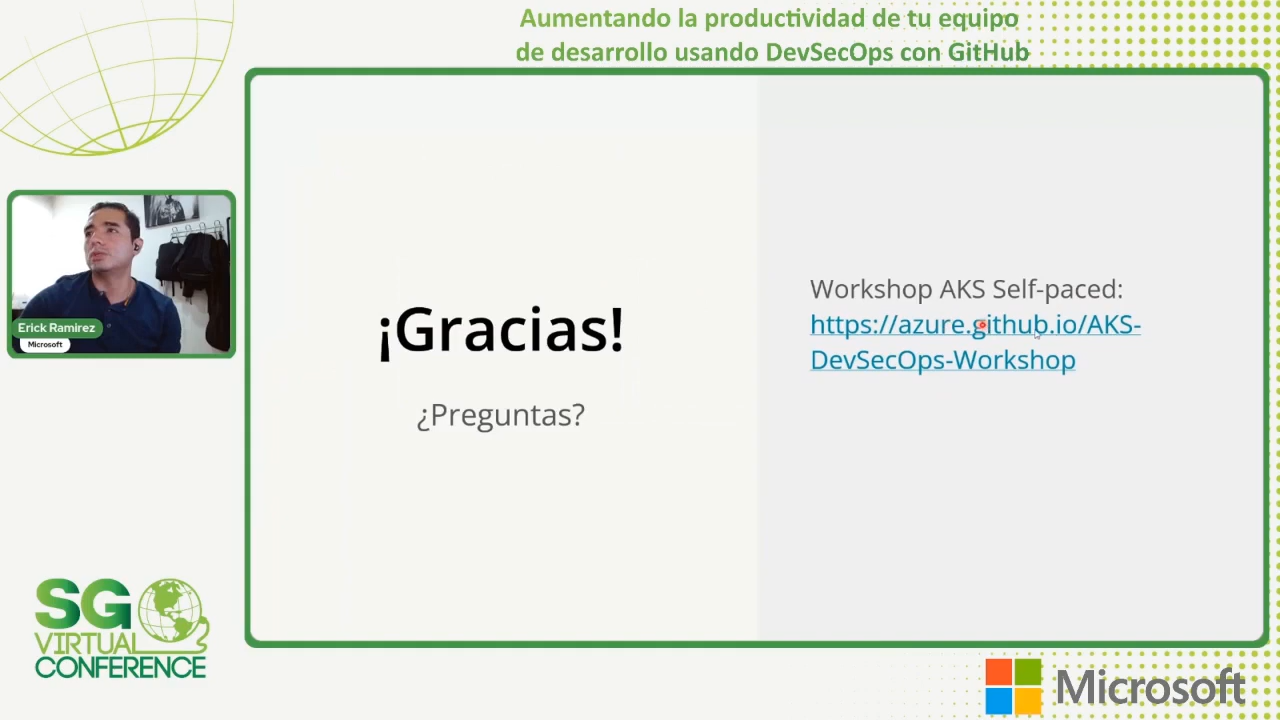 Aumentando la productividad de tu equipo
de desarrollo usando DevSecOps con GitHub
Erick Ramirez
Microsoft
¡Gracias!
¿Preguntas?
Workshop AKS Self-paced:
https://azure.github.io/AKS-
DevSecOps-Workshop
SG
VIRTUAL
CONFERENCE
Microsoft